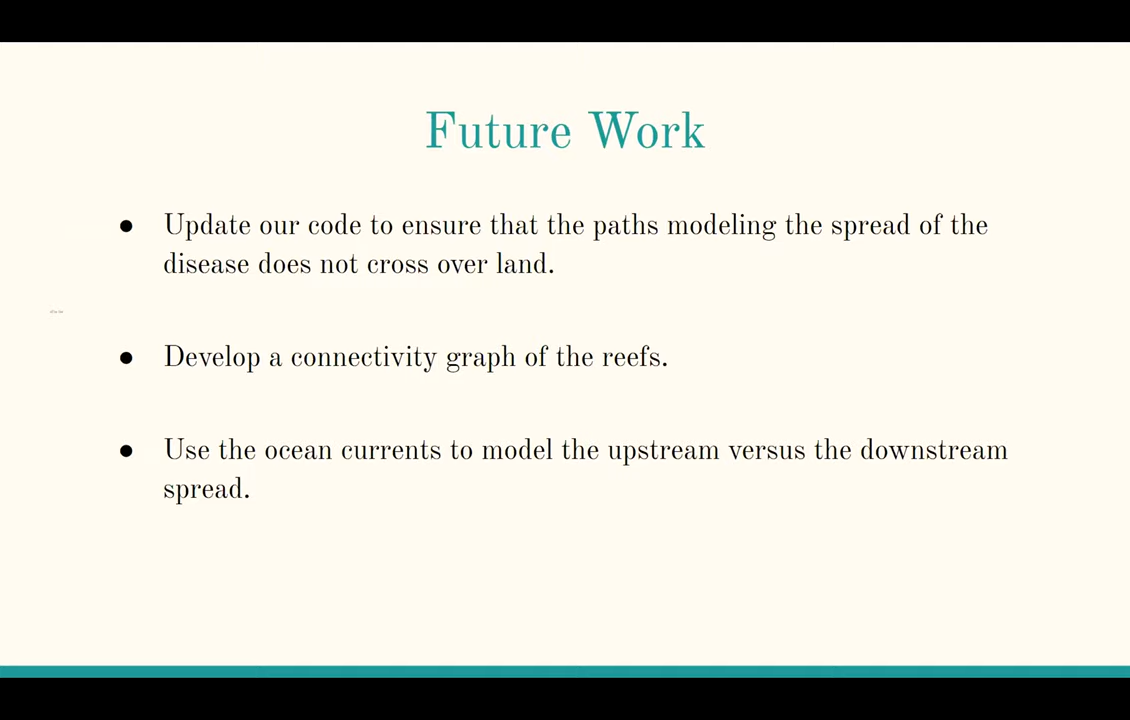 Future Work
● Update our code to ensure that the paths modeling the spread of the
disease does not cross over land.
● Develop a connectivity graph of the reefs.
● Use the ocean currents to model the upstream versus the downstream
spread.